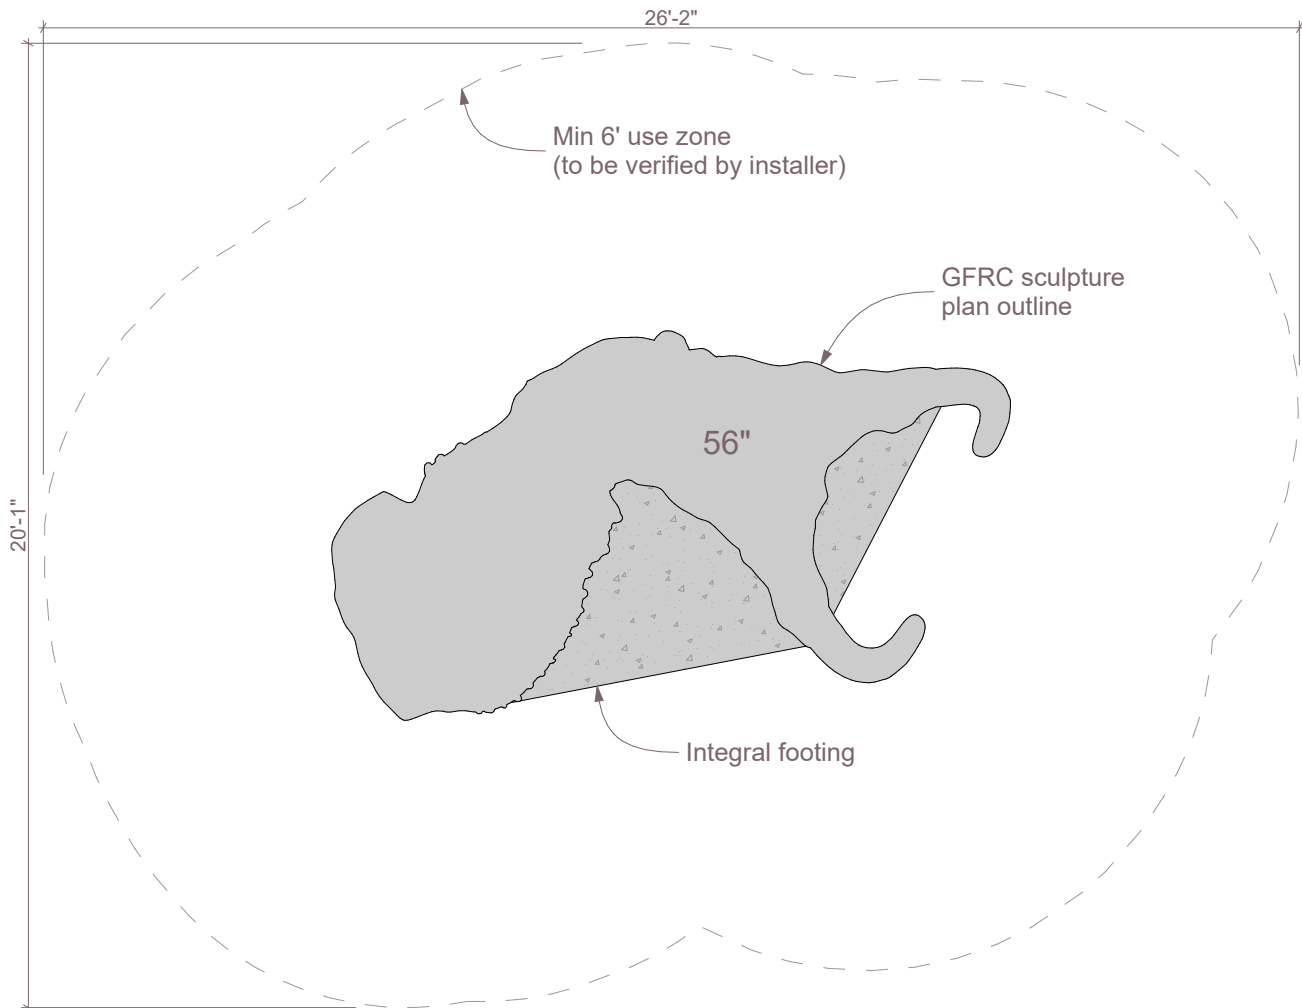 26'-2"
Min 6' use zone
(to be verified by installer)
GFRC sculpture
plan outline
56"
20'-1"
Integral footing